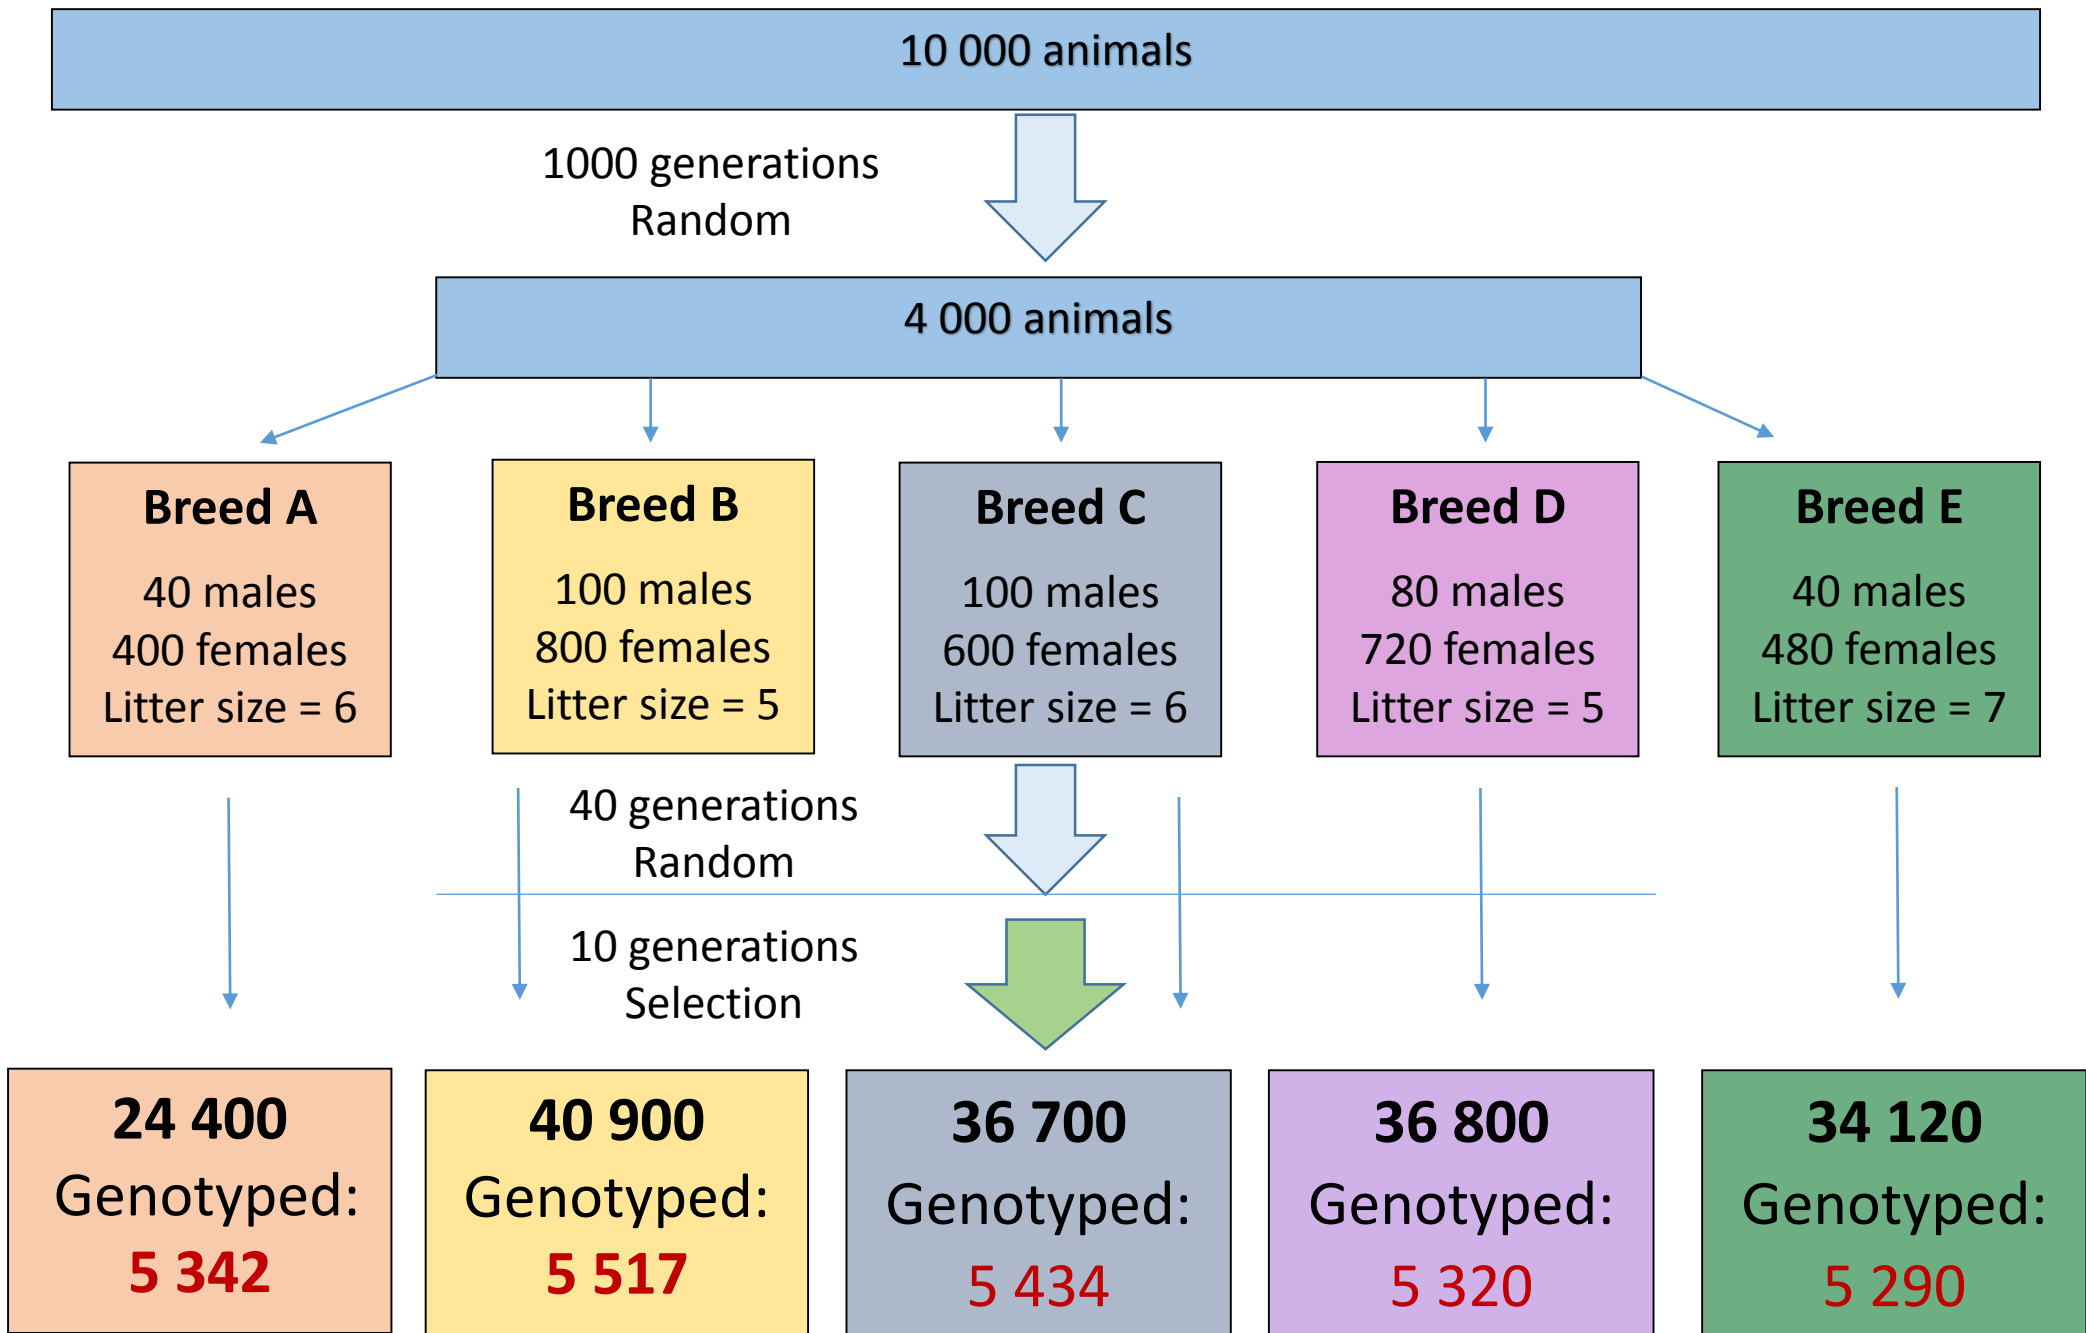 10 000 animals
1000 generations
Random
4 000 animals
Breed A
40 males
400 females
Litter size = 6
Breed B
100 males
800 females
Litter size = 5
Breed C
100 males
600 females
Litter size = 6
Breed D
80 males
720 females
Litter size = 5
Breed E
40 males
480 females
Litter size = 7
40 generations
Random
10 generations
Selection
24 400
Genotyped:
5 342
40 900
Genotyped:
5 517
36 700
Genotyped:
5 434
36 800
Genotyped:
5 320
34 120
Genotyped:
5 290